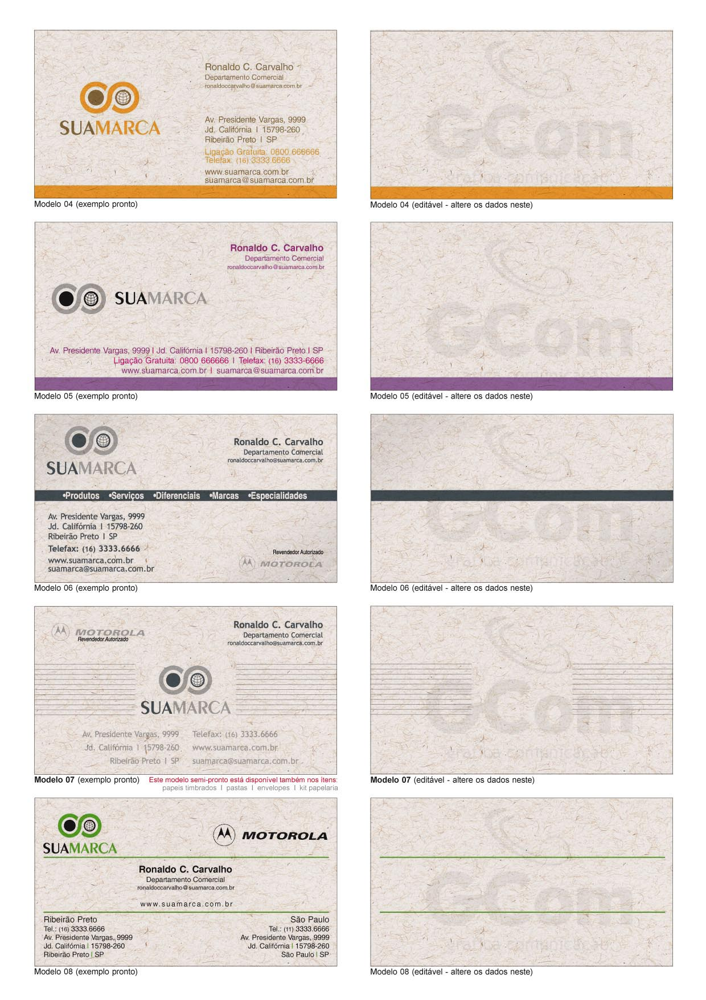 Ronaldo C. Carvalho
Departamento Comercial
ronaldoccarvalho@suamarca.com.br
SUAMARCA
Av. Presidente Vargas, 9999
Jd. Califórnia I 15798-260
Ribeirão Preto I SP
Ligação Gratuita: 0800 666666
Telefax: (16) 3333.6666
www.suamarca.com.br
suamarca@suamarca.com.br
Modelo 04 (exemplo pronto)
GCom
gráfica comunicação
Modelo 04 (editável - altere os dados neste)
Ronaldo C. Carvalho
Departamento Comercial
ronaldoccarvalho@suamarca.com.br
SUAMARCA
Av. Presidente Vargas, 9999 I Jd. Califórnia I 15798-260 I Ribeirão Preto I SP
Ligação Gratuita: 0800 666666 I Telefax: (16) 3333-6666
www.suamarca.com.br I suamarca@suamarca.com.br
Modelo 05 (exemplo pronto)
GCom
Modelo 05 (editável - altere os dados neste)
SUAMARCA
Ronaldo C. Carvalho
Departamento Comercial
ronaldoccarvalho@suamarca.com.br
•Produtos •Serviços •Diferenciais •Marcas •Especialidades
Av. Presidente Vargas, 9999
Jd. Califórnia I 15798-260
Ribeirão Preto I SP
Telefax: (16) 3333.6666
www.suamarca.com.br
suamarca@suamarca.com.br
Revendedor Autorizado
MOTOROLA
Modelo 06 (exemplo pronto)
GCom
gráfica comunicação
Modelo 06 (editável - altere os dados neste)
MOTOROLA
Revendedor Autorizado
Ronaldo C. Carvalho
Departamento Comercial
ronaldoccarvalho@suamarca.com.br
SUAMARCA
Av. Presidente Vargas, 9999 Telefax: (16) 3333.6666
Jd. Califórnia I 15798-260 www.suamarca.com.br
Ribeirão Preto I SP suamarca@suamarca.com.br
Modelo 07 (exemplo pronto) Este modelo semi-pronto está disponível também nos ítens:
papeis timbrados I pastas I envelopes I kit papelaria
GCom
gráfica comunicação
Modelo 07 (editável - altere os dados neste)
SUAMARCA
MOTOROLA
Ronaldo C. Carvalho
Departamento Comercial
ronaldoccarvalho@suamarca.com.br
www.suamarca.com.br
Ribeirão Preto
Tel.: (16) 3333.6666
Av. Presidente Vargas, 9999
Jd. Califórnia I 15798-260
Ribeirão Preto I SP
São Paulo
Tel.: (11) 3333.6666
Av. Presidente Vargas, 9999
Jd. Califórnia I 15798-260
São Paulo I SP
Modelo 08 (exemplo pronto)
GCom
gráfica comunicação
Modelo 08 (editável - altere os dados neste)